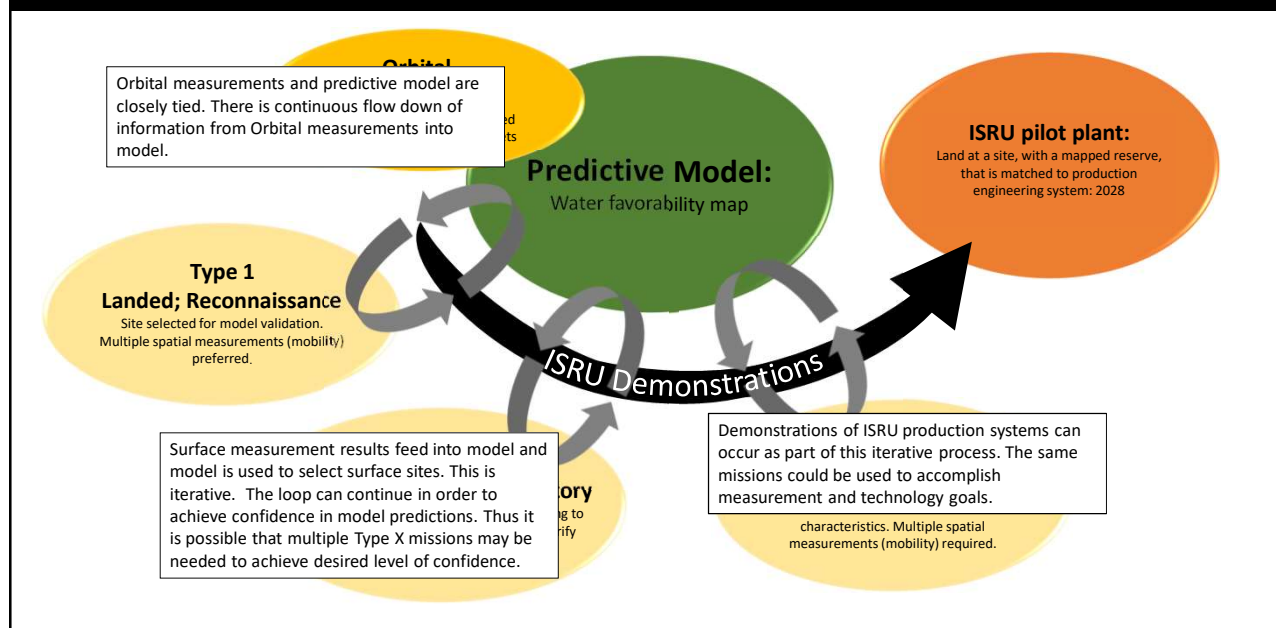 Orbital
Orbital measurements and predictive model are
closely tied. There is continuous flow down of
information from Orbital measurements into
model.
Predictive Model:
Water favorability map
ISRU pilot plant:
Land at a site, with a mapped reserve,
that is matched to production
engineering system: 2028
Type 1
Landed; Reconnaissance
Site selected for model validation.
Multiple spatial measurements (mobility)
preferred.
ISRU Demonstrations
Surface measurement results feed into model and
model is used to select surface sites. This is
iterative.  The loop can continue in order to
achieve confidence in model predictions. Thus it
is possible that multiple Type X missions may be
needed to achieve desired level of confidence.
Demonstrations of ISRU production systems can
occur as part of this iterative process. The same
missions could be used to accomplish
measurement and technology goals.
characteristics. Multiple spatial
measurements (mobility) required.